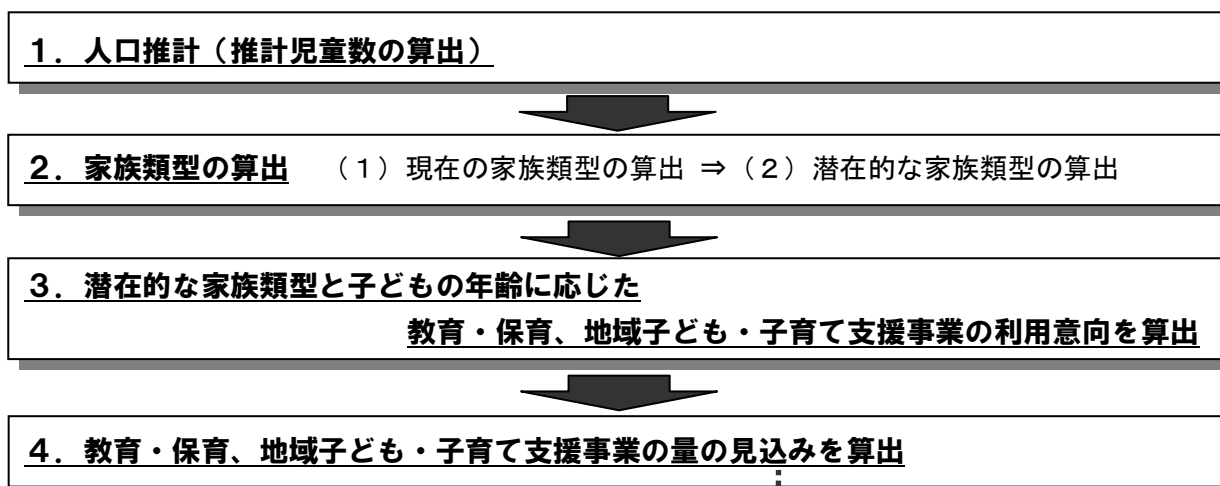 １．人口推計（推計児童数の算出）
２．家族類型の算出　（１）現在の家族類型の算出 ⇒（２）潜在的な家族類型の算出
３．潜在的な家族類型と子どもの年齢に応じた
教育・保育、地域子ども・子育て支援事業の利用意向を算出
４．教育・保育、地域子ども・子育て支援事業の量の見込みを算出